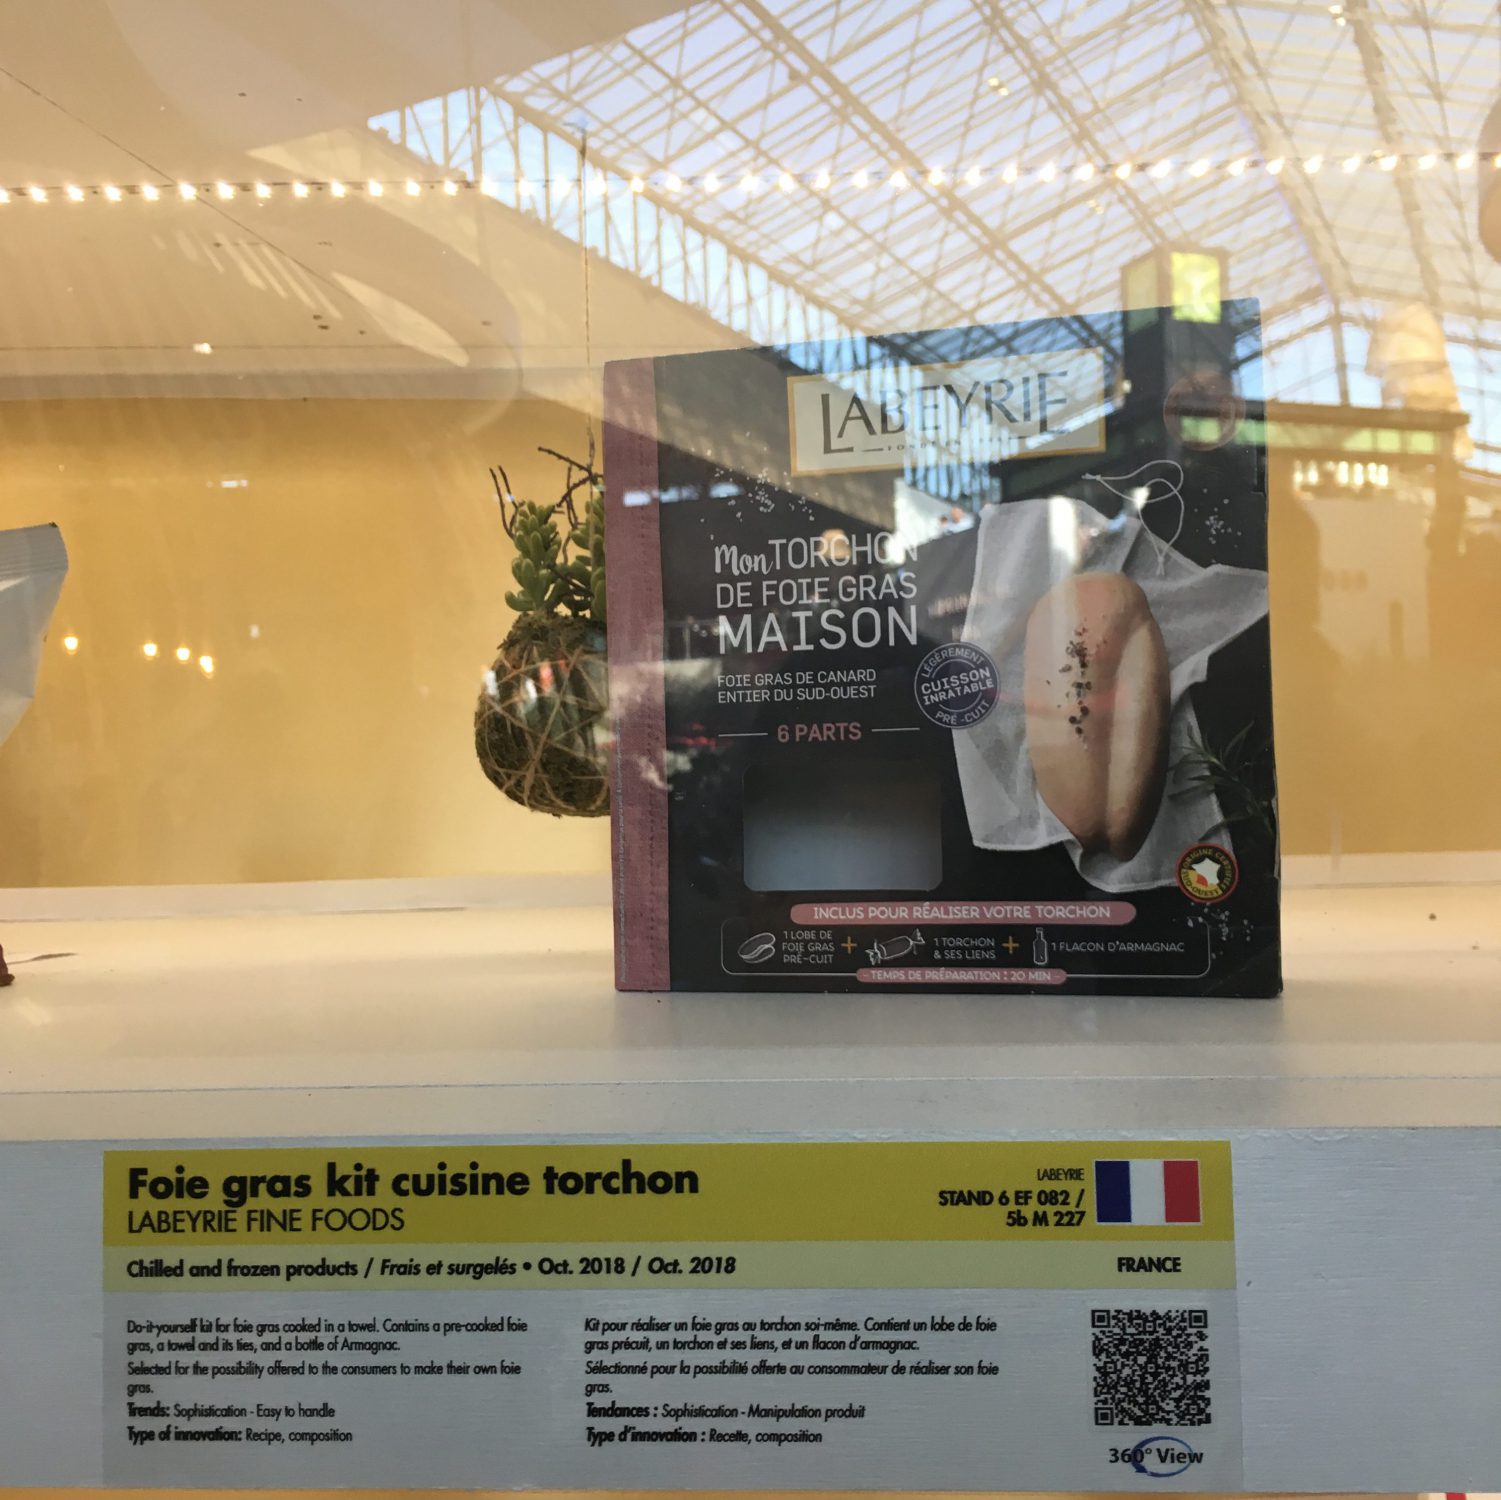 LABEYRIE
Mon TORCHON
DE FOIE GRAS
MAISON
FOIE GRAS DE CANARD
ENTIER DU SUD-OUEST
6 PARTS
LÉGÈREMENT
CUISSON
INRATABLE
PRÉ-CUIT
ORIGINE CERTIFIÉE
SUD-OUEST
INCLUS POUR RÉALISER VOTRE TORCHON
1 LOBE DE
FOIE GRAS
PRÉ-CUIT
+
1 TORCHON
& SES LIENS
+
1 FLACON D'ARMAGNAC
TEMPS DE PRÉPARATION : 20 MIN
Foie gras kit cuisine torchon
LABEYRIE FINE FOODS
LABEYRIE
STAND 6 EF 082 /
5b M 227
Chilled and frozen products / Frais et surgelés • Oct. 2018 / Oct. 2018
FRANCE
Do-it-yourself kit for foie gras cooked in a towel. Contains a pre-cooked foie
gras, a towel and its ties, and a bottle of Armagnac.
Selected for the possibility offered to the consumers to make their own foie
gras.
Trends: Sophistication - Easy to handle
Type of innovation: Recipe, composition
Kit pour réaliser un foie gras au torchon soi-même. Contient un lobe de foie
gras précuit, un torchon et ses liens, et un flacon d'armagnac.
Sélectionné pour la possibilité offerte au consommateur de réaliser son foie
gras.
Tendances : Sophistication - Manipulation produit
Type d'innovation : Recette, composition
360° View